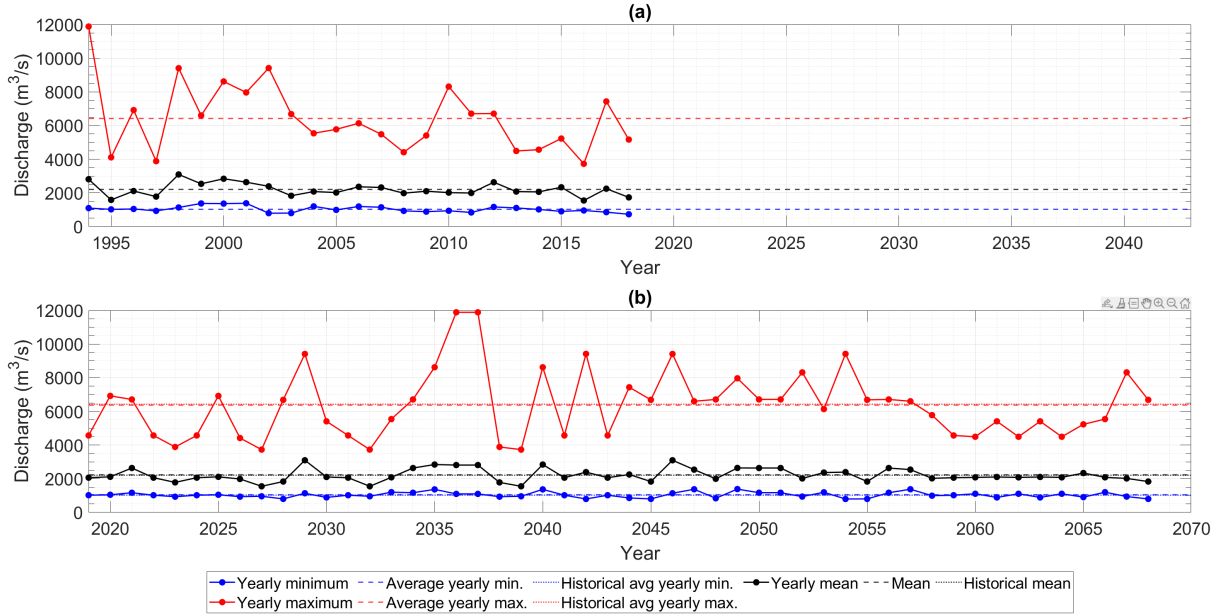 (a)
12000
10000
8000
6000
4000
2000
0
Discharge (m³/s)
1995 2000 2005 2010 2015 2020 2025 2030 2035 2040
Year
(b)
12000
10000
8000
6000
4000
2000
0
Discharge (m³/s)
2020 2025 2030 2035 2040 2045 2050 2055 2060 2065 2070
Year
Yearly minimum Average yearly min. Historical avg yearly min. Yearly mean Mean Historical mean
Yearly maximum Average yearly max. Historical avg yearly max.